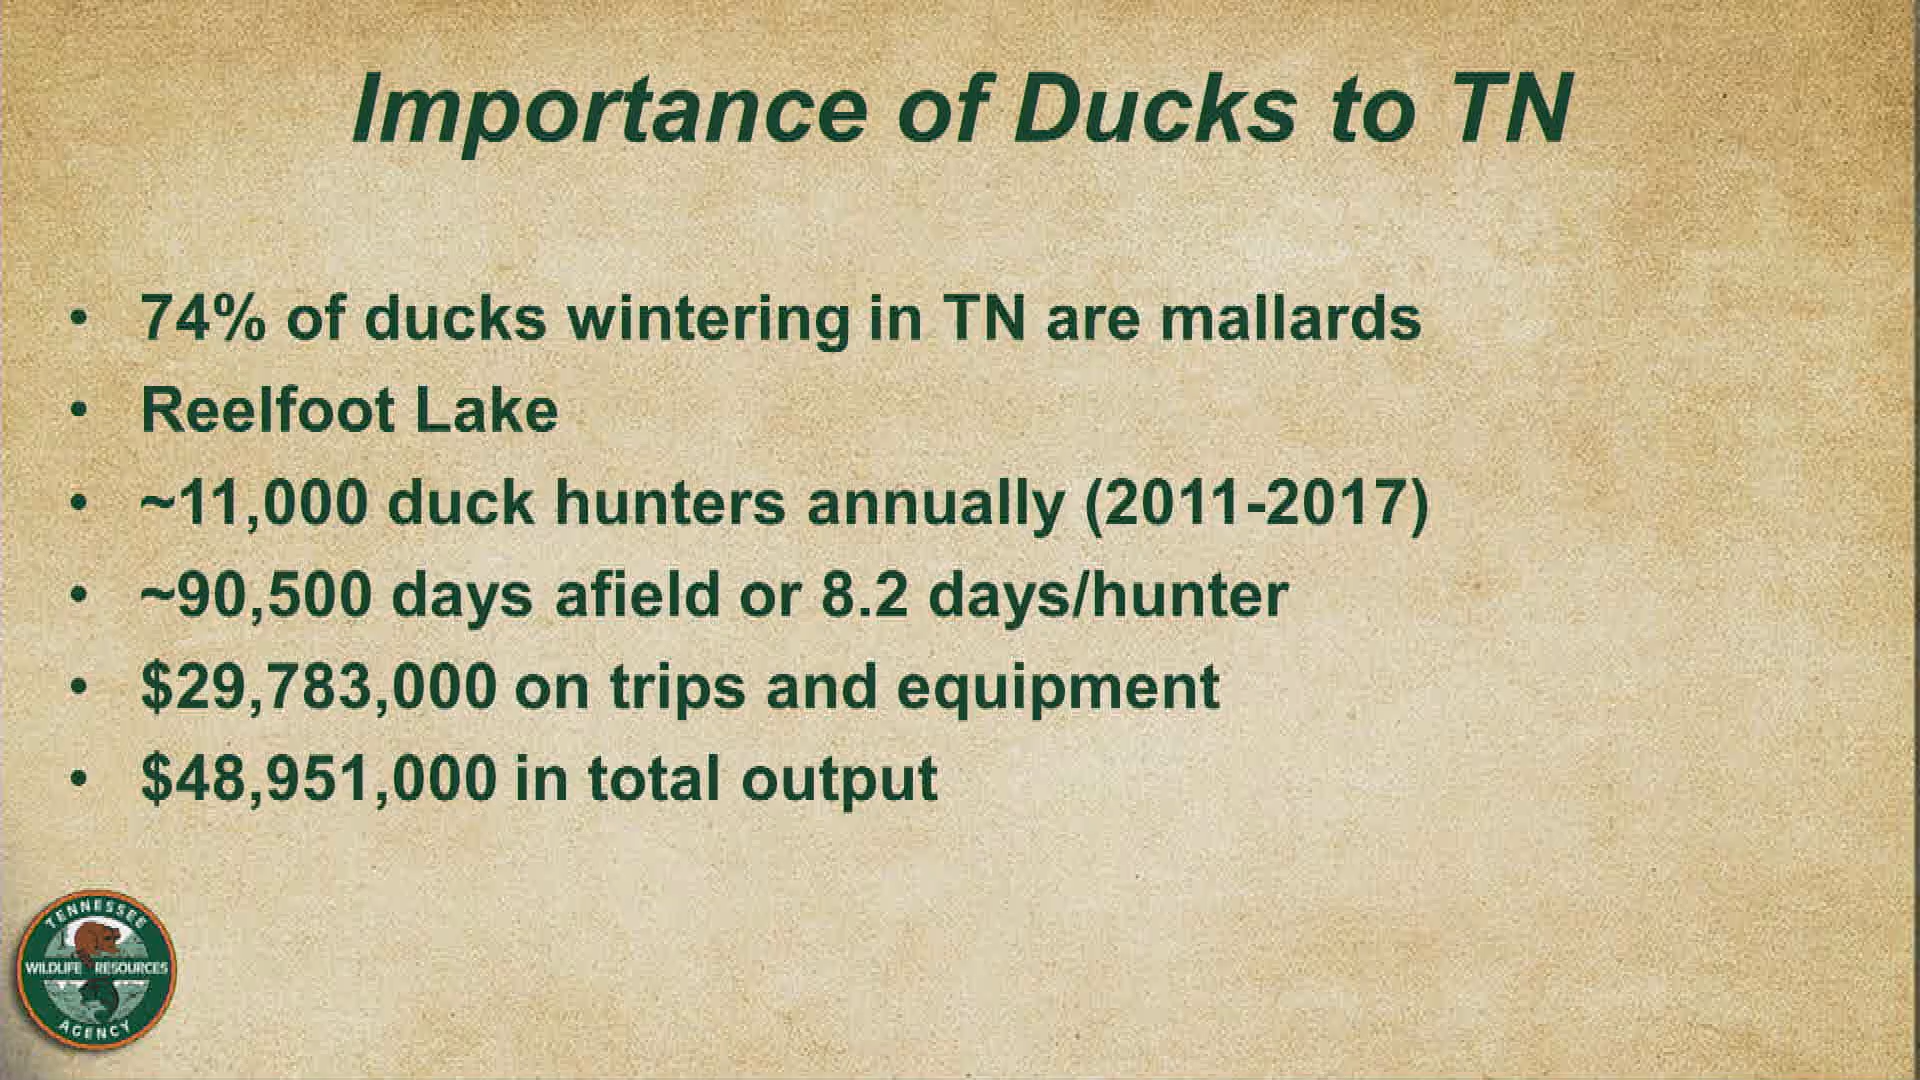 Importance of Ducks to TN
• 74% of ducks wintering in TN are mallards
• Reelfoot Lake
• ~11,000 duck hunters annually (2011-2017)
• ~90,500 days afield or 8.2 days/hunter
• $29,783,000 on trips and equipment
• $48,951,000 in total output
TENNESSEE
WILDLIFE RESOURCES
AGENCY